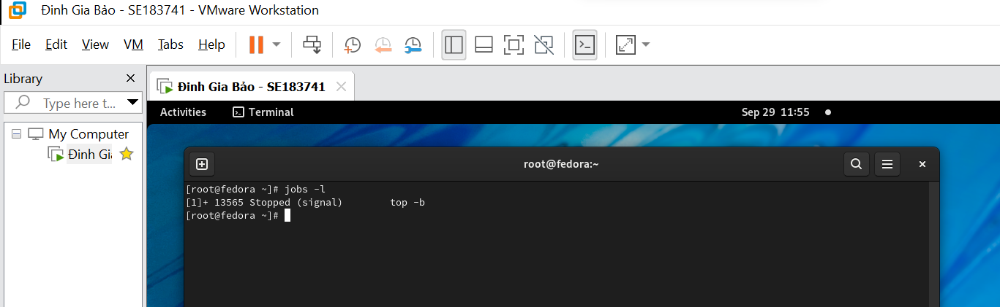 Đinh Gia Bảo - SE183741 - VMware Workstation
File Edit View VM Tabs Help
Library
Type here t...
Đinh Gia Bảo - SE183741
Activities Terminal Sep 29 11:55
My Computer
Đinh Gia
root@fedora:~
[root@fedora ~]# jobs -l
[1]+ 13565 Stopped (signal) top -b
[root@fedora ~]#